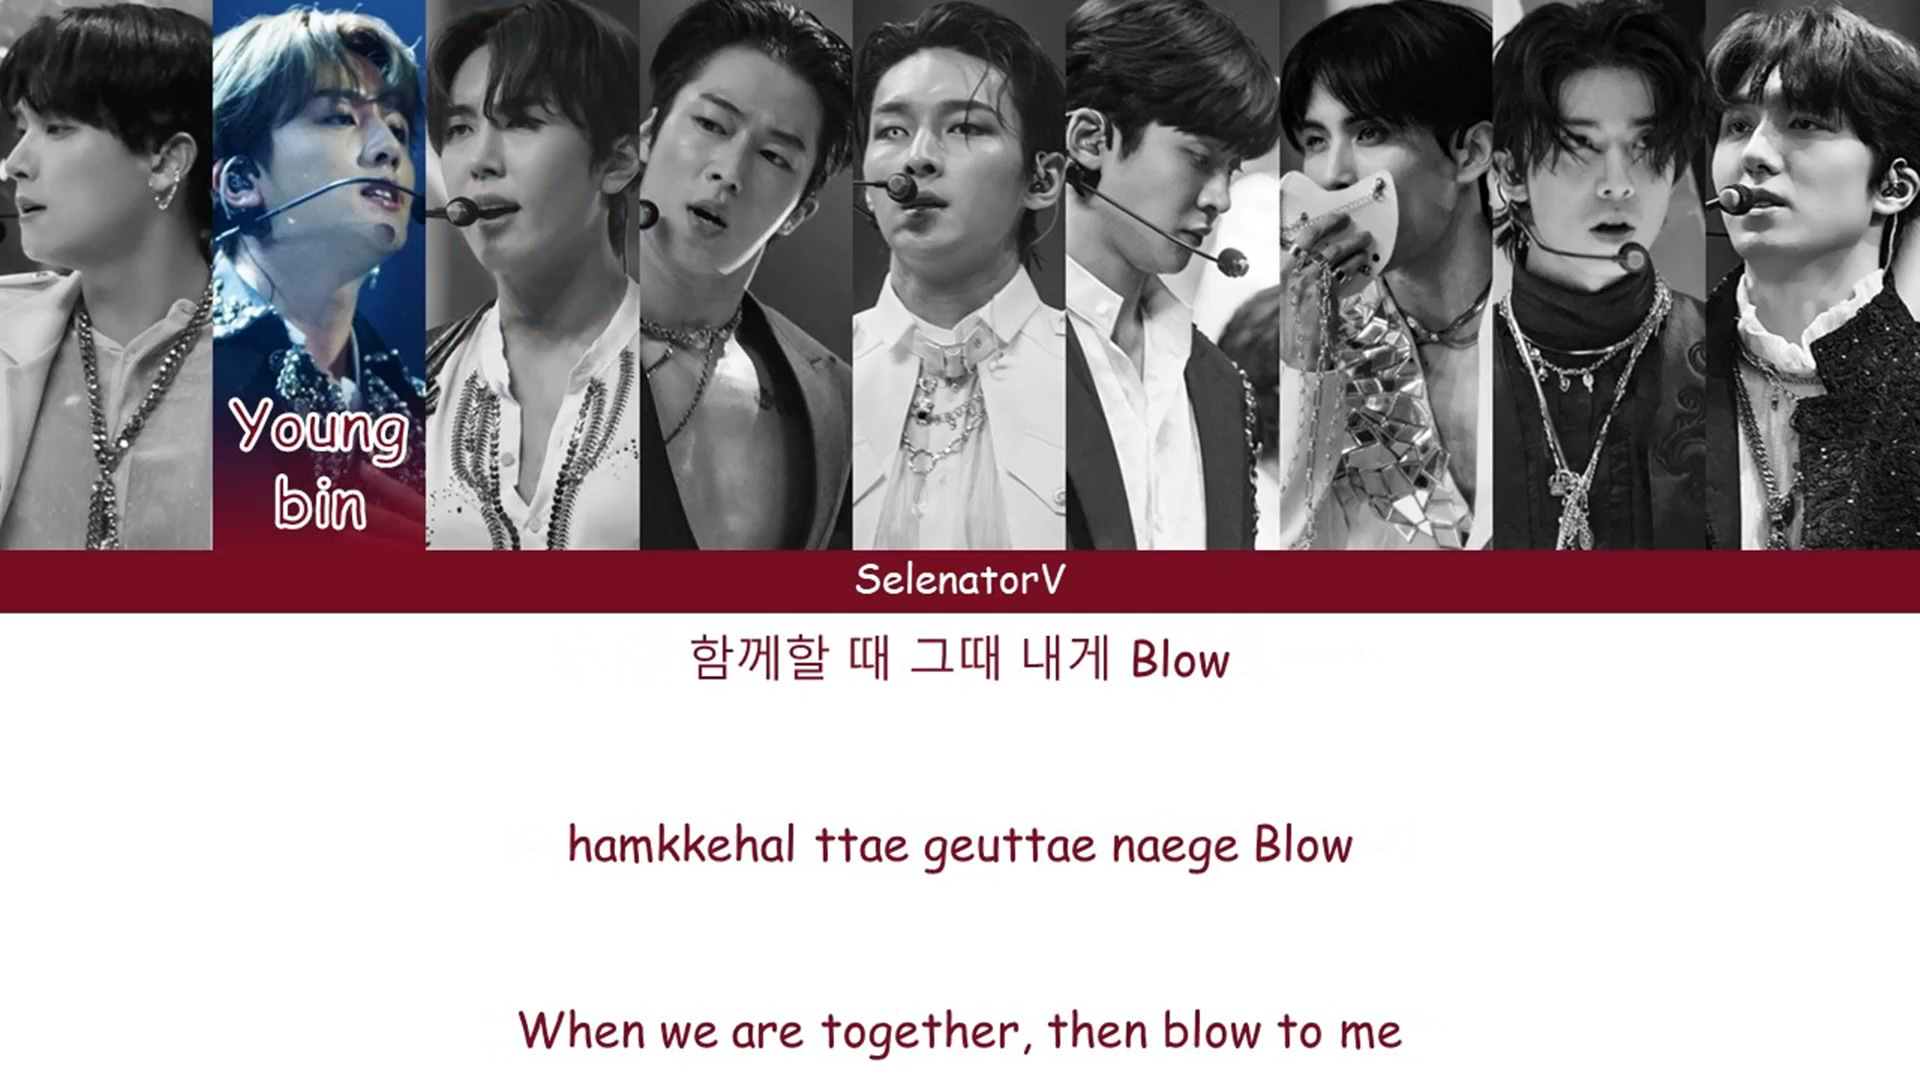 Young
bin
SelenatorV
함께할 때 그때 내게 Blow
hamkkehal ttae geuttae naege Blow
When we are together, then blow to me